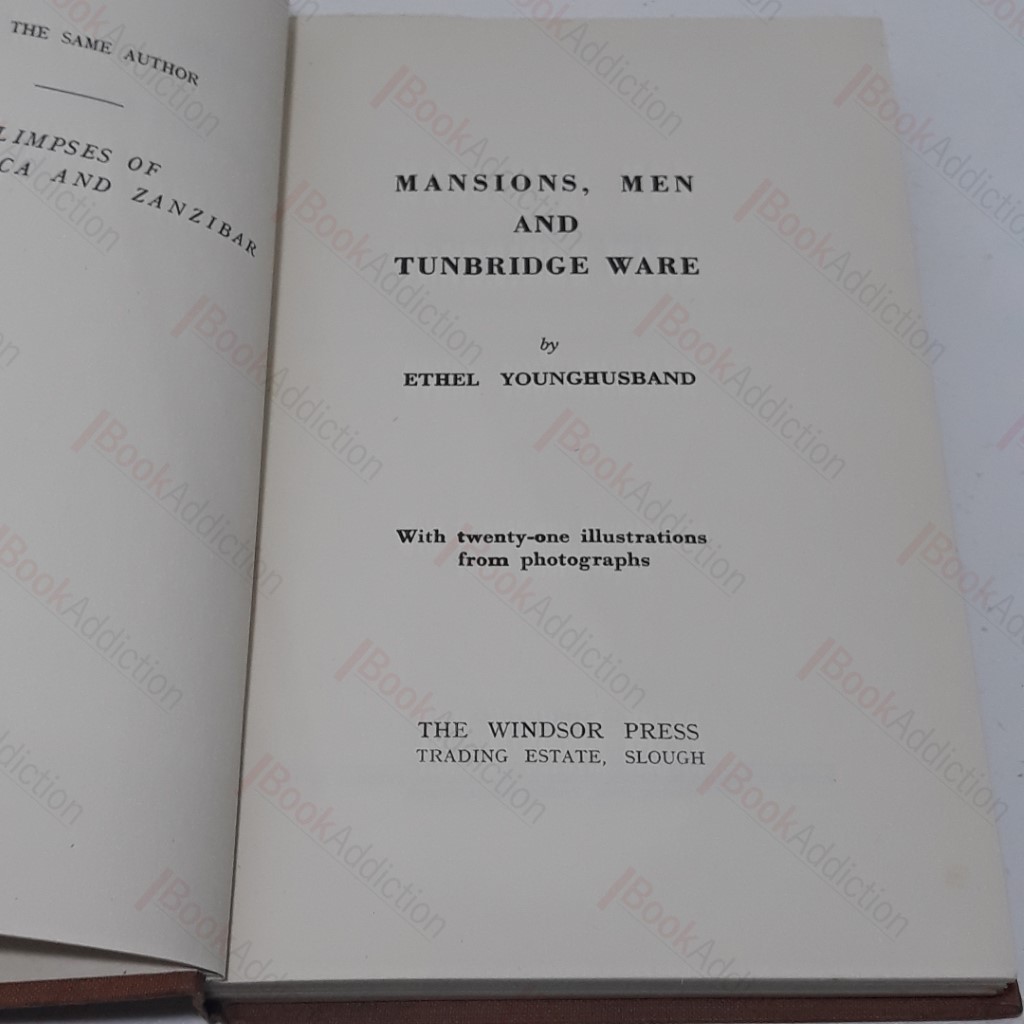 THE SAME AUTHOR
LIMPSES OF
CA AND ZANZIBAR
MANSIONS, MEN
AND
TUNBRIDGE WARE
by
ETHEL YOUNGHUSBAND
With twenty-one illustrations
from photographs
THE WINDSOR PRESS
TRADING ESTATE, SLOUGH
BookAddiction